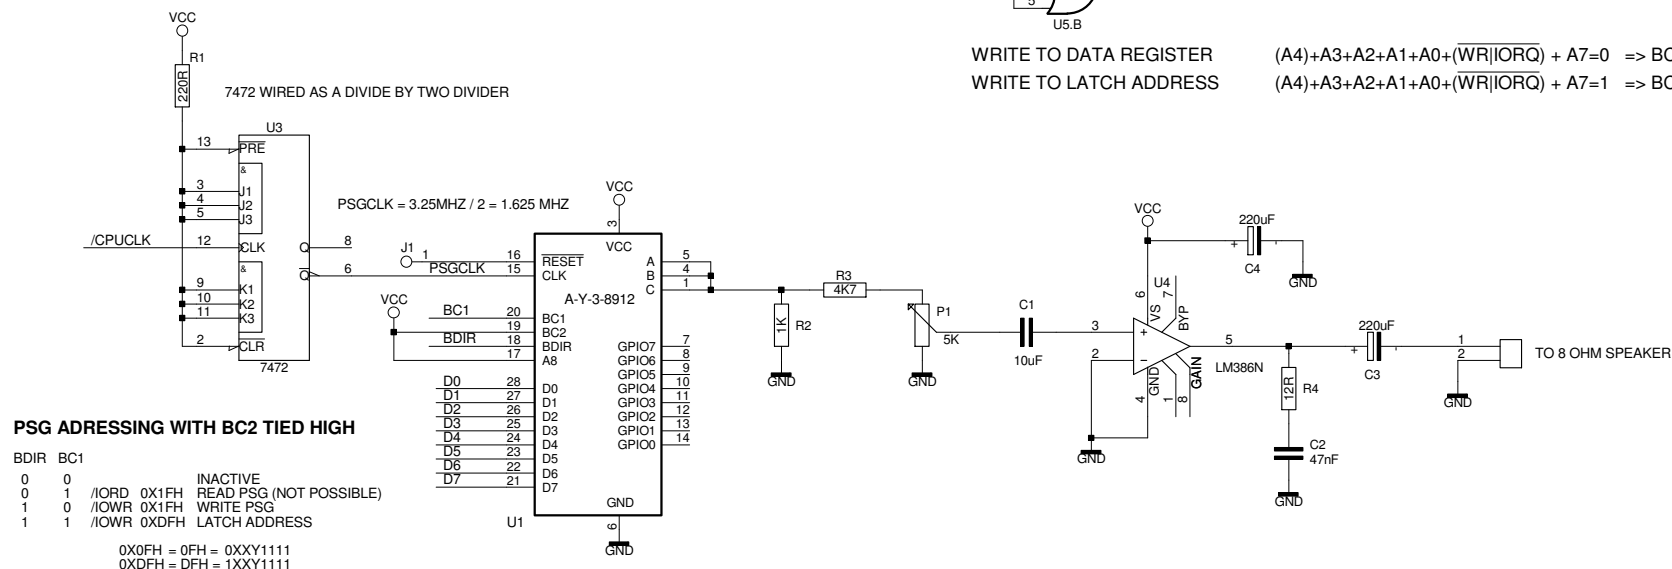 5
U5.B
WRITE TO DATA REGISTER (A4)+A3+A2+A1+A0+(WR|IORQ) + A7=0 => BC
WRITE TO LATCH ADDRESS (A4)+A3+A2+A1+A0+(WR|IORQ) + A7=1 => BC
VCC
R1
220R
7472 WIRED AS A DIVIDE BY TWO DIVIDER
U3
13 PRE
&
3 J1
4 J2
5 J3
/CPUCLK 12 CLK Q 8
Q 6
&
9 K1
10 K2
11 K3
2 CLR
7472
PSGCLK = 3.25MHZ / 2 = 1.625 MHZ
VCC
3
VCC
J1 1 16 RESET
PSGCLK 15 CLK
A-Y-3-8912
VCC
BC1 20 BC1
19 BC2
BDIR 18 BDIR
17 A8
D0 28 D0
D1 27 D1
D2 26 D2
D3 25 D3
D4 24 D4
D5 23 D5
D6 22 D6
D7 21 D7
A 5
B 4
C 1
GPIO7 7
GPIO6 8
GPIO5 9
GPIO4 10
GPIO3 11
GPIO2 12
GPIO1 13
GPIO0 14
GND
U1
6
GND
1K
R2
GND
R3
4K7
P1
5K
GND
C1
10uF
VCC
220uF
+ -
C4
GND
6
VS
U4
7
BYP
3 +
2 -
5
LM386N
GND
GAIN
4
1
8
GND
12R
R4
C2
47nF
GND
220uF
+ -
C3
1
2
GND
TO 8 OHM SPEAKER
PSG ADRESSING WITH BC2 TIED HIGH
BDIR BC1
0 0 INACTIVE
0 1 /IORD 0X1FH READ PSG (NOT POSSIBLE)
1 0 /IOWR 0X1FH WRITE PSG
1 1 /IOWR 0XDFH LATCH ADDRESS
0X0FH = 0FH = 0XXY1111
0XDFH = DFH = 1XXY1111